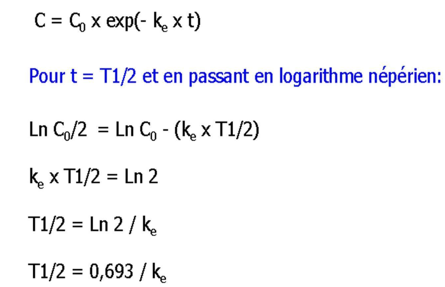 C = C₀ x exp(- kₑ x t)
Pour t = T1/2 et en passant en logarithme népérien:
Ln C₀/2 = Ln C₀ - (kₑ x T1/2)
kₑ x T1/2 = Ln 2
T1/2 = Ln 2 / kₑ
T1/2 = 0,693 / kₑ